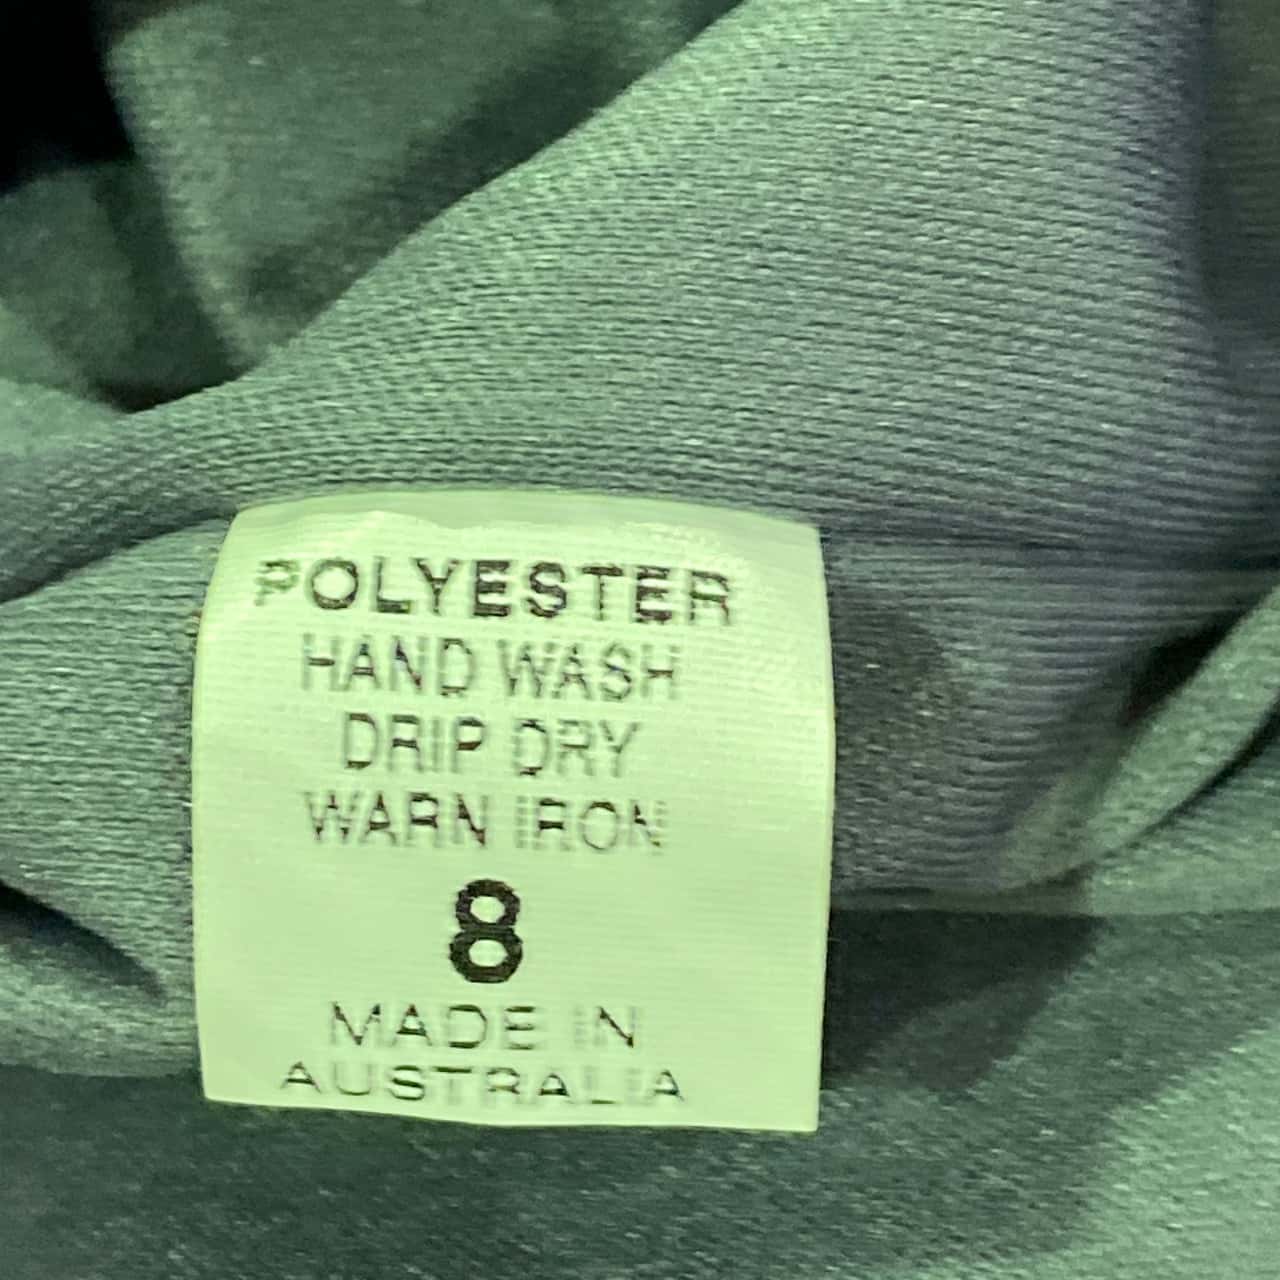 POLYESTER
HAND WASH
DRIP DRY
WARN IRON
8
MADE IN
AUSTRALIA